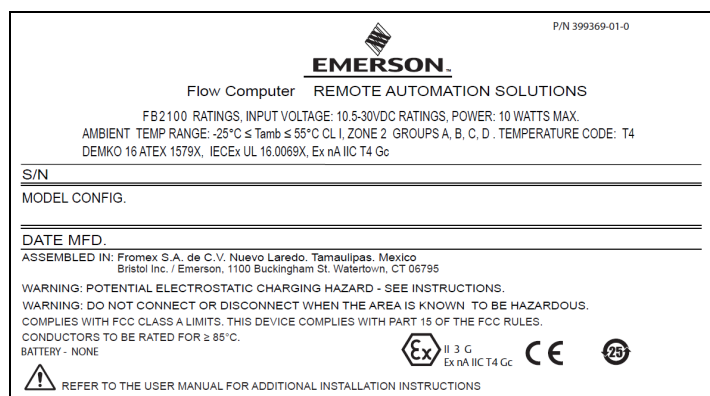 P/N 399369-01-0
EMERSON™
Flow Computer REMOTE AUTOMATION SOLUTIONS
FB2100 RATINGS, INPUT VOLTAGE: 10.5-30VDC RATINGS, POWER: 10 WATTS MAX.
AMBIENT TEMP RANGE: -25°C ≤ Tamb ≤ 55°C CL I, ZONE 2 GROUPS A, B, C, D . TEMPERATURE CODE: T4
DEMKO 16 ATEX 1579X, IECEx UL 16.0069X, Ex nA IIC T4 Gc
S/N
MODEL CONFIG.
DATE MFD.
ASSEMBLED IN: Fromex S.A. de C.V. Nuevo Laredo. Tamaulipas. Mexico
Bristol Inc. / Emerson, 1100 Buckingham St. Watertown, CT 06795
WARNING: POTENTIAL ELECTROSTATIC CHARGING HAZARD - SEE INSTRUCTIONS.
WARNING: DO NOT CONNECT OR DISCONNECT WHEN THE AREA IS KNOWN TO BE HAZARDOUS.
COMPLIES WITH FCC CLASS A LIMITS. THIS DEVICE COMPLIES WITH PART 15 OF THE FCC RULES.
CONDUCTORS TO BE RATED FOR ≥ 85°C.
BATTERY - NONE
Ex II 3 G
Ex nA IIC T4 Gc
CE
25
REFER TO THE USER MANUAL FOR ADDITIONAL INSTALLATION INSTRUCTIONS